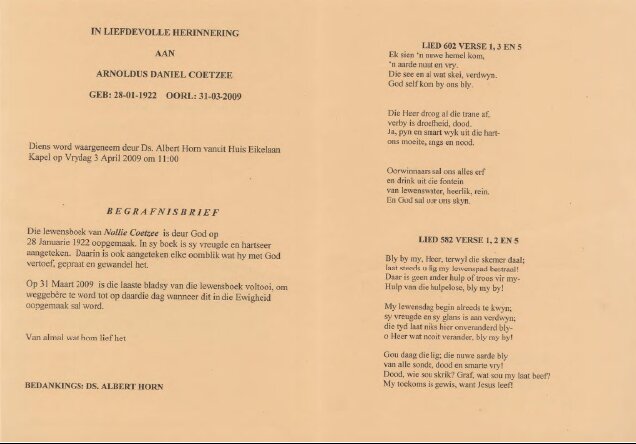 IN LIEFDEVOLLE HERINNERING
AAN
ARNOLDUS DANIEL COETZEE
GEB: 28-01-1922 OORL: 31-03-2009
Diens word waargeneem deur Ds. Albert Horn vanuit Huis Eikelaan
Kapel op Vrydag 3 April 2009 om 11:00
BEGRAFNISBRIEF
Die lewensboek van Nollie Coetzee is deur God op
28 Januarie 1922 oopgemaak. In sy boek is sy vreugde en hartseer
aangeteken. Daarin is ook aangeteken elke oomblik wat hy met God
vertoef, gepraat en gewandel het.
Op 31 Maart 2009 is die laaste bladsy van die lewensboek voltooi, om
weggebêre te word tot op daardie dag wanneer dit in die Ewigheid
oopgemaak sal word.
Van almal wat hom lief het
BEDANKINGS: DS. ALBERT HORN
LIED 602 VERSE 1, 3 EN 5
Ek sien 'n nuwe hemel kom,
'n aarde nuut en vry.
Die see en al wat skei, verdwyn.
God self kom by ons bly.
Die Heer droog al die trane af,
verby is droefheid, dood.
Ja, pyn en smart wyk uit die hart-
ons moeite, angs en nood.
Oorwinnaars sal ons alles erf
en drink uit die fontein
van lewenswater, heerlik, rein.
En God sal oor ons skyn.
LIED 582 VERSE 1, 2 EN 5
Bly by my, Heer, terwyl die skemer daal;
laat steeds u lig my lewenspad bestraal!
Daar is geen ander hulp of troos vir my-
Hulp van die hulpelose, bly my by!
My lewensdag begin alreeds te kwyn;
sy vreugde en sy glans is aan verdwyn;
die tyd laat niks hier onveranderd bly-
o Heer wat nooit verander, bly my by!
Gou daag die lig; die nuwe aarde bly
van alle sonde, dood en smarte vry!
Dood, wie sou skrik? Graf, wat sou my laat beef?
My toekoms is gewis, want Jesus leef!